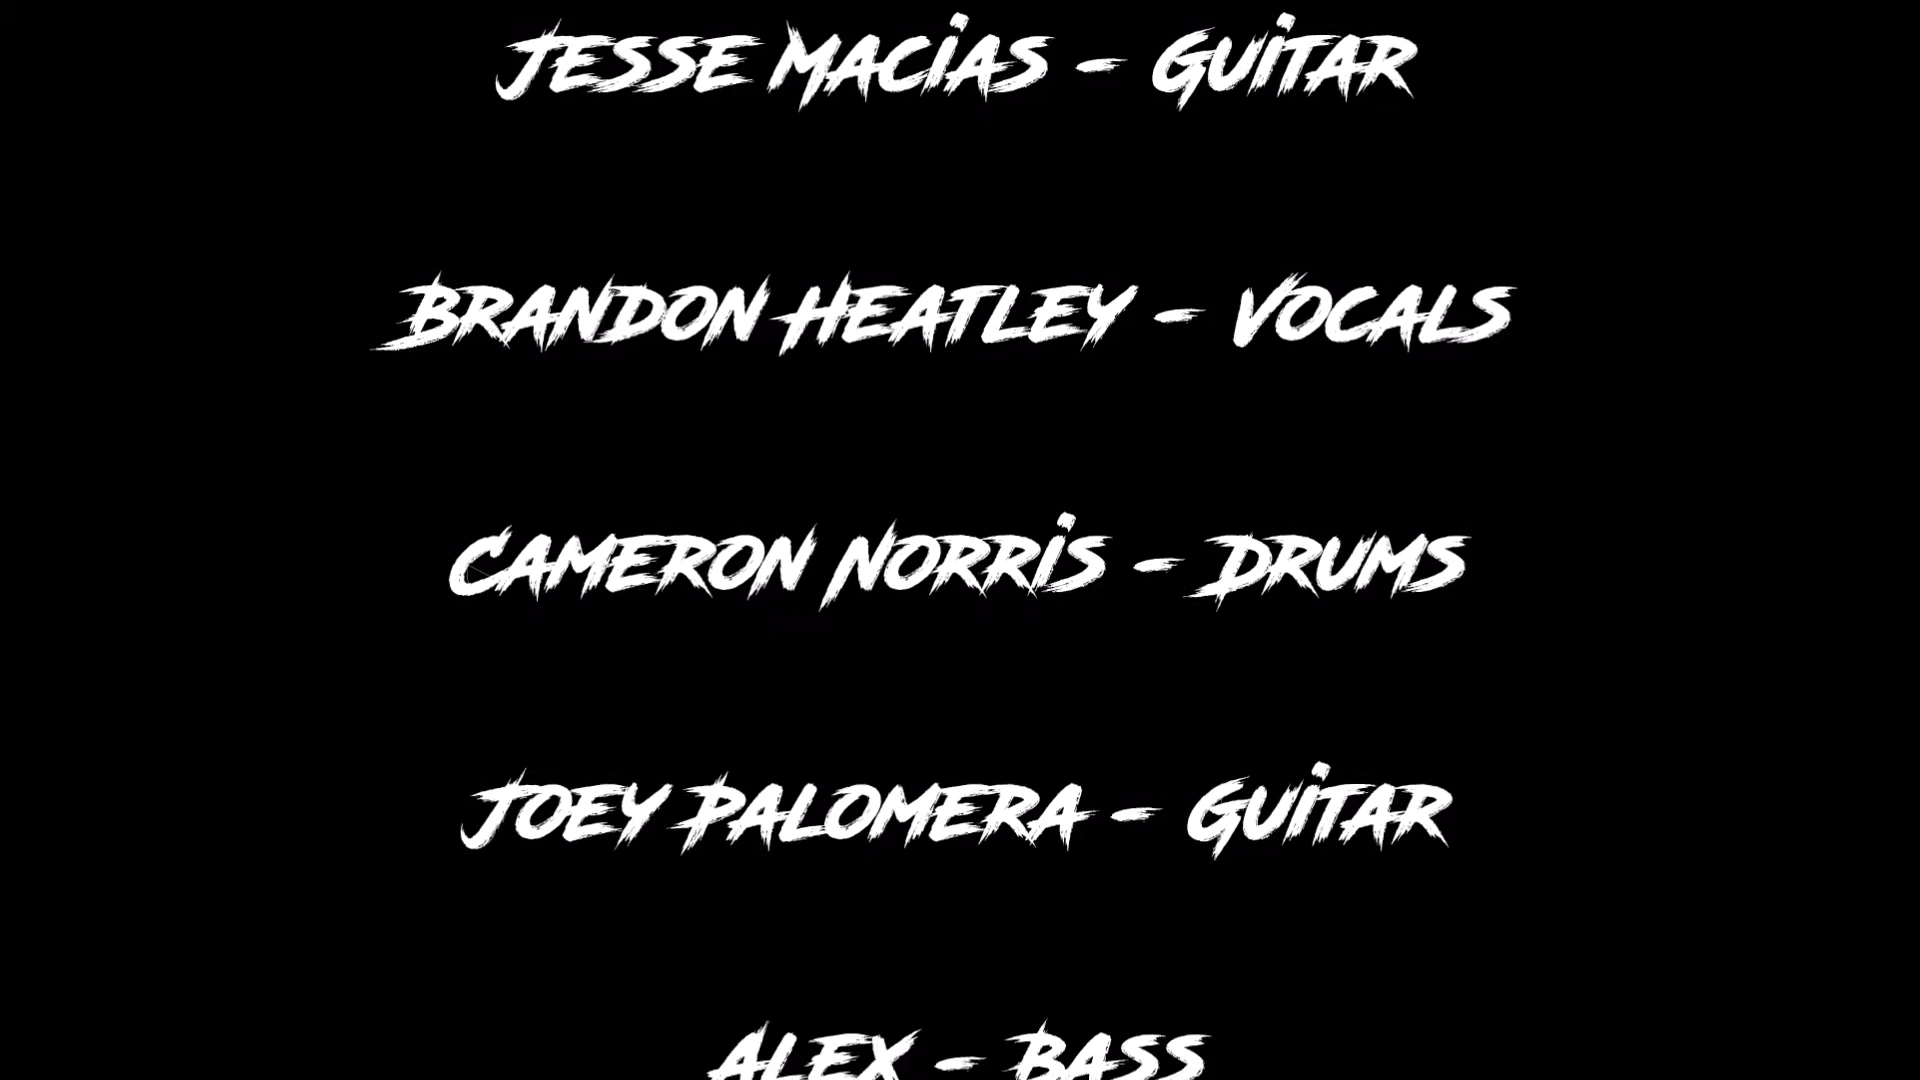 Jesse Macias - Guitar
Brandon Heatley - Vocals
Cameron Norris - Drums
Joey Palomera - Guitar
Alex - Bass